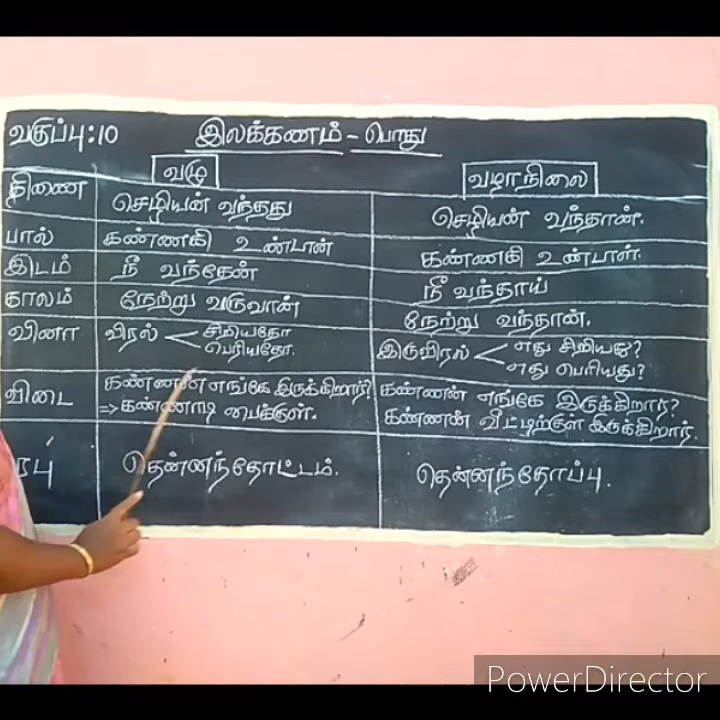 வகுப்பு:10 இலக்கணம் - பொது
வழு வழாநிலை
திணை செழியன் வந்தது செழியன் வந்தான்.
பால் கண்ணகி உண்டான் கண்ணகி உண்டாள்.
இடம் நீ வந்தேன் நீ வந்தாய்
காலம் நேற்று வருவான் நேற்று வந்தான்.
வினா விரல் சிறியதோ
பெரியதோ.
இருவிரல் எது சிறியது?
எது பெரியது?
விடை கண்ணன் எங்கே இருக்கிறார்?
⇒ கண்ணாடி பைக்குள்.
கண்ணன் எங்கே இருக்கிறார்?
கண்ணன் வீட்டிற்குள் இருக்கிறார்.
ரபு தென்னந்தோட்டம். தென்னந்தோப்பு.
PowerDirector